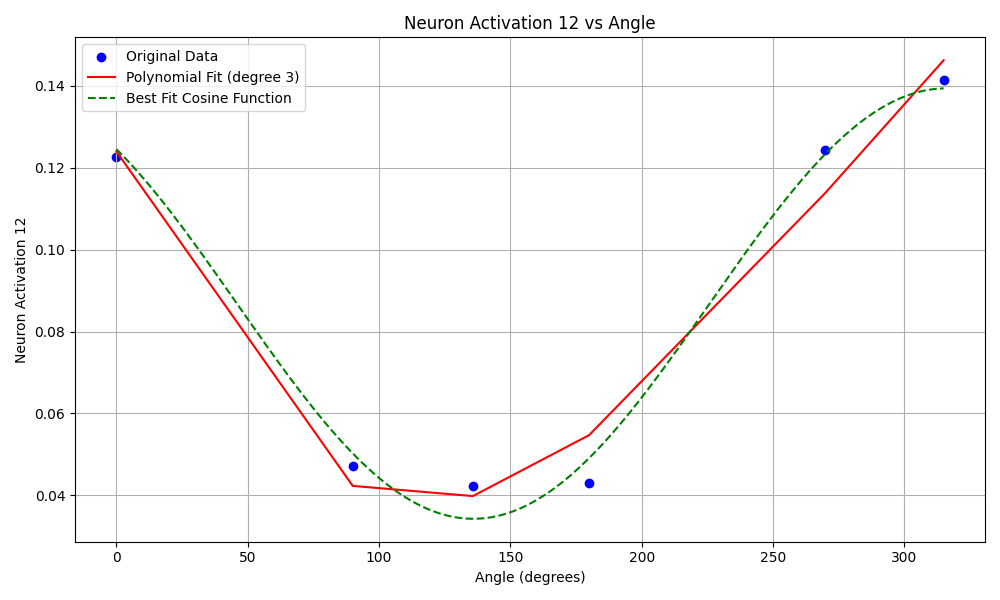 Neuron Activation 12 vs Angle
Original Data
Polynomial Fit (degree 3)
Best Fit Cosine Function
Neuron Activation 12
0.14
0.12
0.10
0.08
0.06
0.04
0 50 100 150 200 250 300
Angle (degrees)